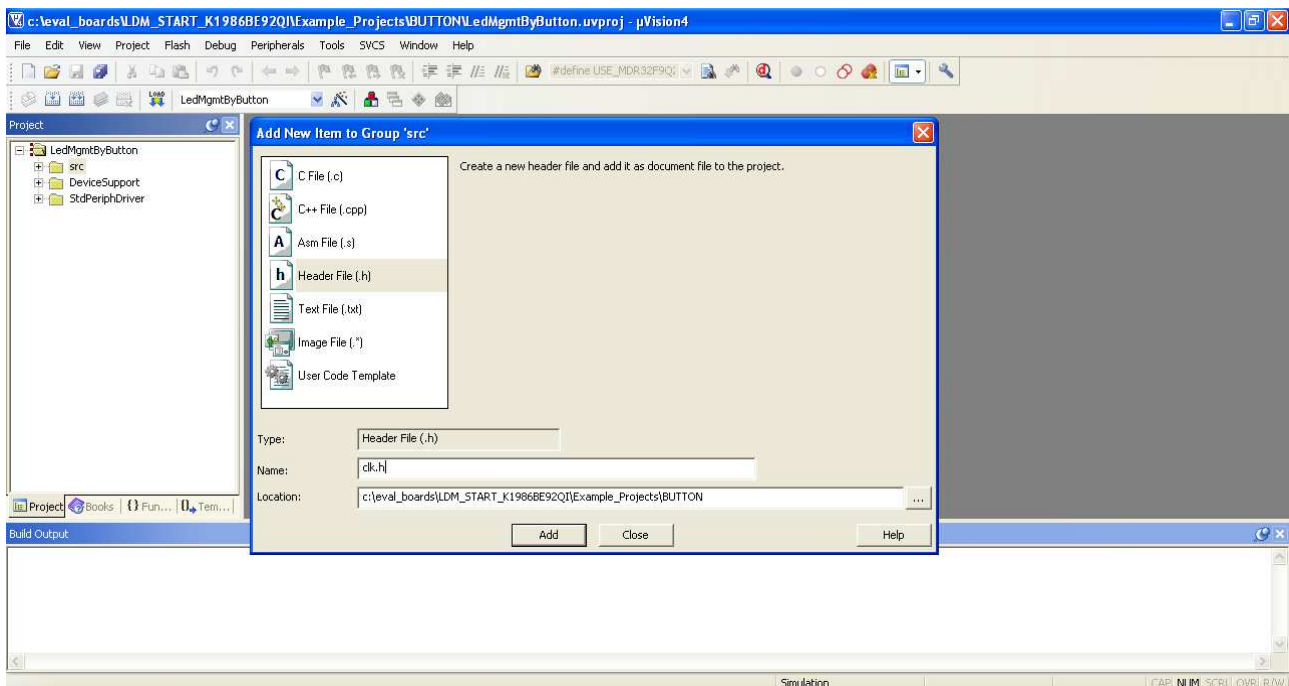 c:\eval_boards\LDM_START_K1986BE92QI\Example_Projects\BUTTON\LedMgmtByButton.uvproj - µVision4
File Edit View Project Flash Debug Peripherals Tools SVCS Window Help
#define USE_MDR32F9Q
LOAD LedMgmtByButton
Project
LedMgmtByButton
src
DeviceSupport
StdPeriphDriver
Add New Item to Group 'src'
Create a new header file and add it as document file to the project.
C File (.c)
C++ File (.cpp)
Asm File (.s)
Header File (.h)
Text File (.txt)
Image File (.*)
User Code Template
Type: Header File (.h)
Name: clk.h
Location: c:\eval_boards\LDM_START_K1986BE92QI\Example_Projects\BUTTON ...
Add Close Help
Project Books {} Fun... 0 Tem...
Build Output
Simulation CAP NUM SCRL OVR R/W